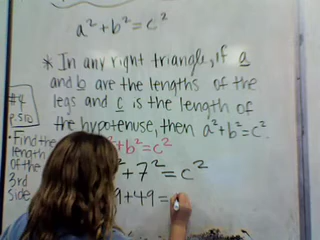 a² + b² = c²
* In any right triangle, if a
and b are the lengths of the
legs and c is the length of
the hypotenuse, then a²+b²=c².
#4
p.510
• Find the
length
of the
3rd
side
+b²=c²
² + 7² = c²
9+49=